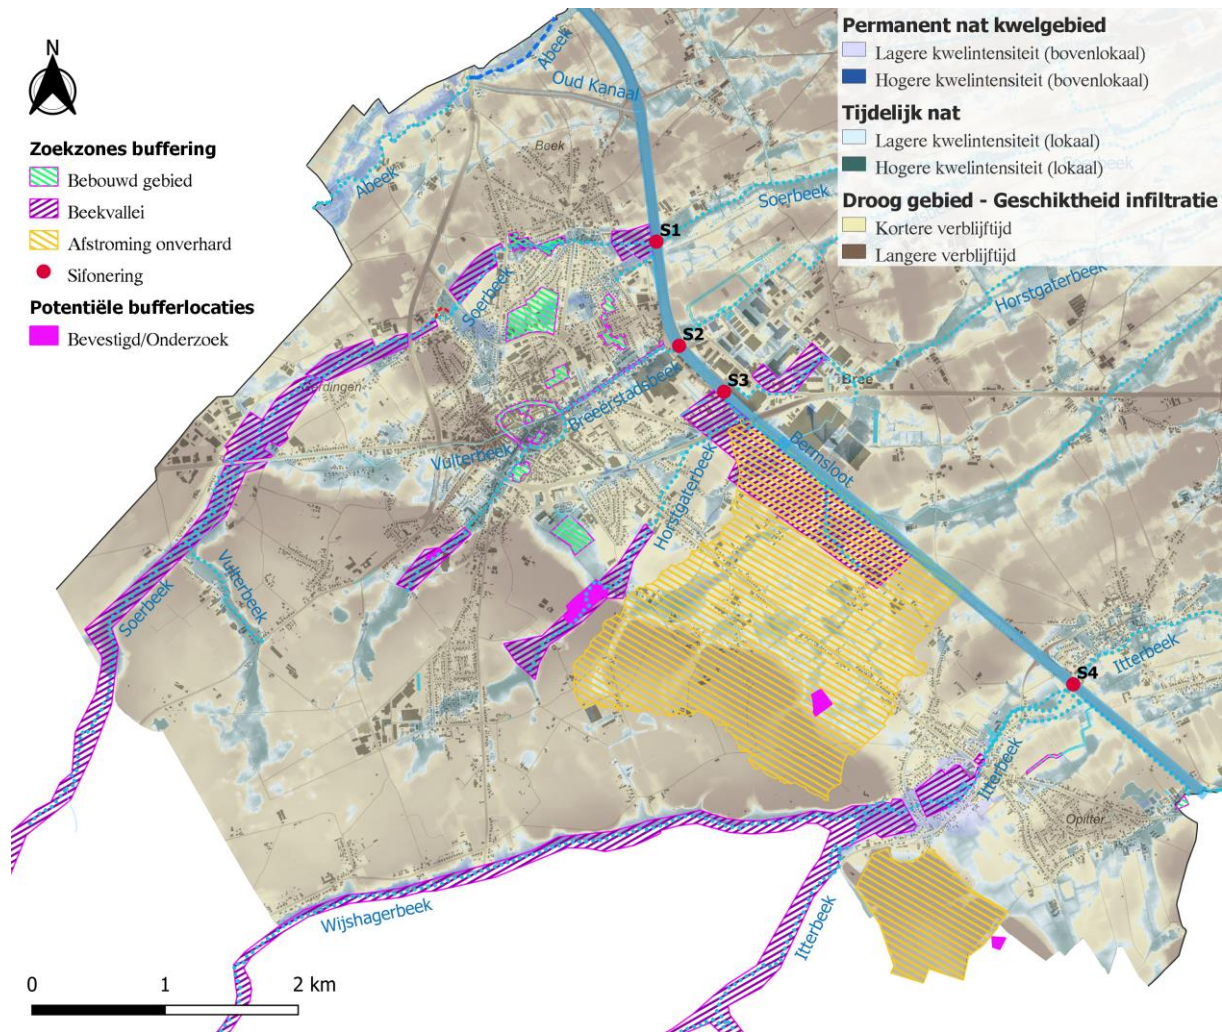 N
Zoekzones buffering
Bebouwd gebied
Beekvallei
Afstroming onverhard
Sifonering
Potentiële bufferlocaties
Bevestigd/Onderzoek
Permanent nat kwelgebied
Lagere kwelintensiteit (bovenlokaal)
Hogere kwelintensiteit (bovenlokaal)
Tijdelijk nat
Lagere kwelintensiteit (lokaal)
Hogere kwelintensiteit (lokaal)
Droog gebied - Geschiktheid infiltratie
Kortere verblijftijd
Langere verblijftijd
Abeek
Oud Kanaal
Beek
Abeek
Soerbeek
S1
Soerbeek
Horstgaterbeek
S2
Gerdingen
Breeerstadsbeek
S3
Bree
Vulterbeek
Bermsloot
Horstgaterbeek
Vulterbeek
Soerbeek
Itterbeek
S4
Itterbeek
Opitter
Wijshagerbeek
Itterbeek
0 1 2 km